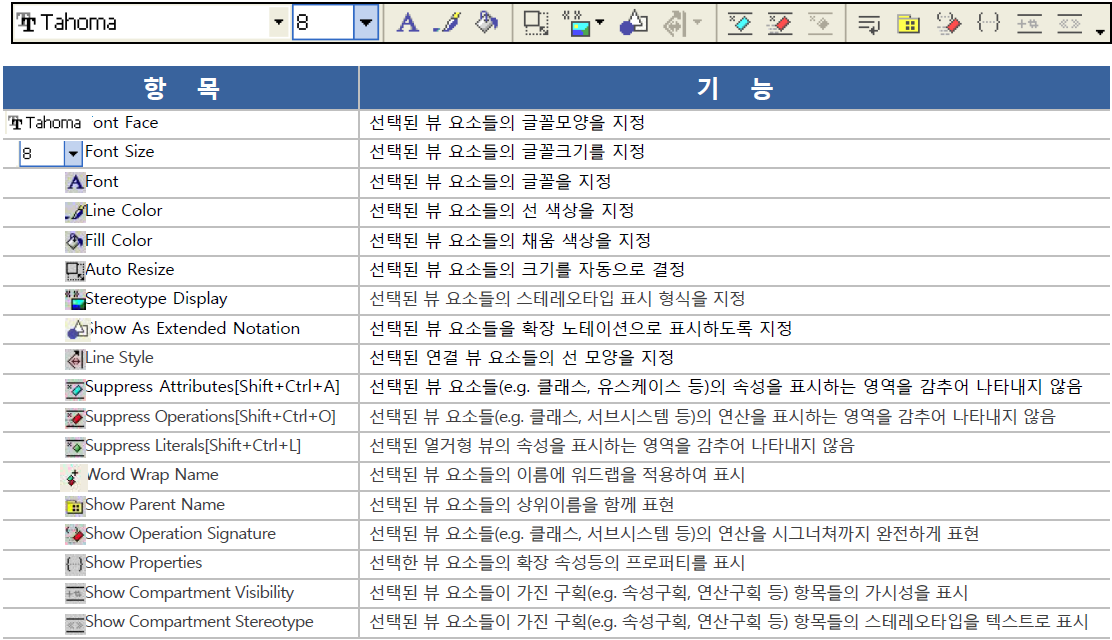 Tahoma 8
항 목 기 능
Tahoma ont Face 선택된 뷰 요소들의 글꼴모양을 지정
8 Font Size 선택된 뷰 요소들의 글꼴크기를 지정
Font 선택된 뷰 요소들의 글꼴을 지정
Line Color 선택된 뷰 요소들의 선 색상을 지정
Fill Color 선택된 뷰 요소들의 채움 색상을 지정
Auto Resize 선택된 뷰 요소들의 크기를 자동으로 결정
Stereotype Display 선택된 뷰 요소들의 스테레오타입 표시 형식을 지정
Show As Extended Notation 선택된 뷰 요소들을 확장 노테이션으로 표시하도록 지정
Line Style 선택된 연결 뷰 요소들의 선 모양을 지정
Suppress Attributes[Shift+Ctrl+A] 선택된 뷰 요소들(e.g. 클래스, 유스케이스 등)의 속성을 표시하는 영역을 감추어 나타내지 않음
Suppress Operations[Shift+Ctrl+O] 선택된 뷰 요소들(e.g. 클래스, 서브시스템 등)의 연산을 표시하는 영역을 감추어 나타내지 않음
Suppress Literals[Shift+Ctrl+L] 선택된 열거형 뷰의 속성을 표시하는 영역을 감추어 나타내지 않음
Word Wrap Name 선택된 뷰 요소들의 이름에 워드랩을 적용하여 표시
Show Parent Name 선택된 뷰 요소들의 상위이름을 함께 표현
Show Operation Signature 선택된 뷰 요소들(e.g. 클래스, 서브시스템 등)의 연산을 시그너쳐까지 완전하게 표현
Show Properties 선택한 뷰 요소들의 확장 속성등의 프로퍼티를 표시
Show Compartment Visibility 선택된 뷰 요소들이 가진 구획(e.g. 속성구획, 연산구획 등) 항목들의 가시성을 표시
Show Compartment Stereotype 선택된 뷰 요소들이 가진 구획(e.g. 속성구획, 연산구획 등) 항목들의 스테레오타입을 텍스트로 표시